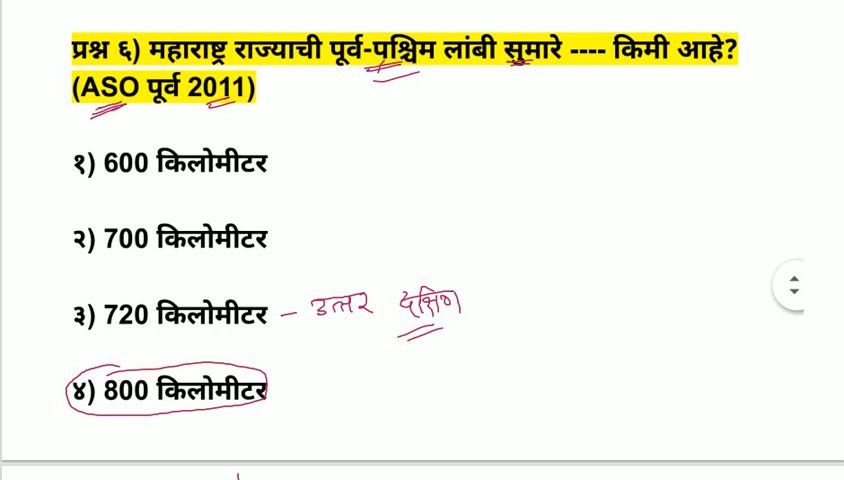 प्रश्न ६) महाराष्ट्र राज्याची पूर्व-पश्चिम लांबी सुमारे ---- किमी आहे?
(ASO पूर्व 2011)
१) 600 किलोमीटर
२) 700 किलोमीटर
३) 720 किलोमीटर – उत्तर दक्षिण
४) 800 किलोमीटर